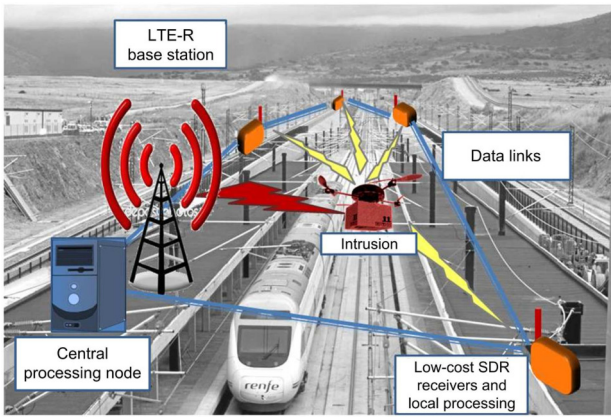 LTE-R
base station
Data links
Intrusion
Central
processing node
renfe
Low-cost SDR
receivers and
local processing